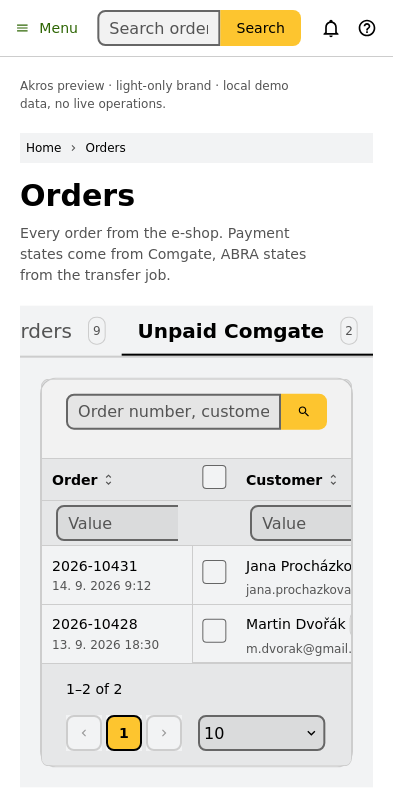 Menu
Search order
Search
Akros preview · light-only brand · local demo
data, no live operations.
Home › Orders
Orders
Every order from the e-shop. Payment
states come from Comgate, ABRA states
from the transfer job.
rders 9 Unpaid Comgate 2
Order number, custome
Order Customer
Value Value
2026-10431 Jana Procházko
14. 9. 2026 9:12 jana.prochazkova
2026-10428 Martin Dvořák
13. 9. 2026 18:30 m.dvorak@gmail.
1–2 of 2
‹ 1 › 10